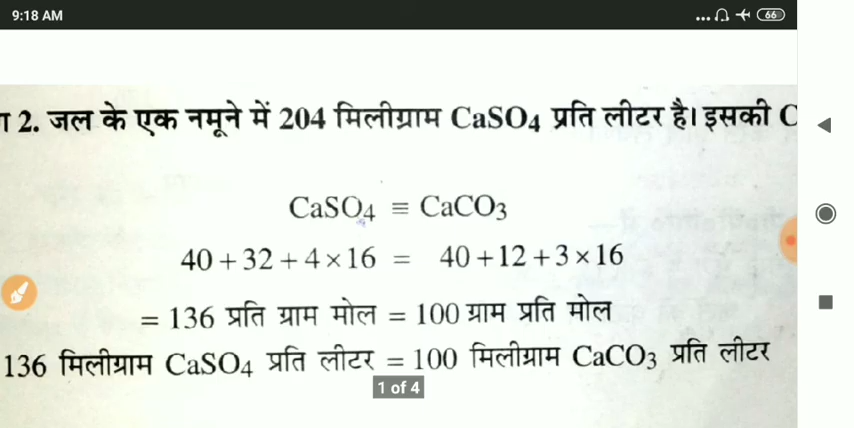 9:18 AM
66
2. जल के एक नमूने में 204 मिलीग्राम CaSO4 प्रति लीटर है। इसकी C
CaSO4 ≡ CaCO3
40 + 32 + 4 × 16 = 40 + 12 + 3 × 16
= 136 प्रति ग्राम मोल = 100 ग्राम प्रति मोल
136 मिलीग्राम CaSO4 प्रति लीटर = 100 मिलीग्राम CaCO3 प्रति लीटर
1 of 4